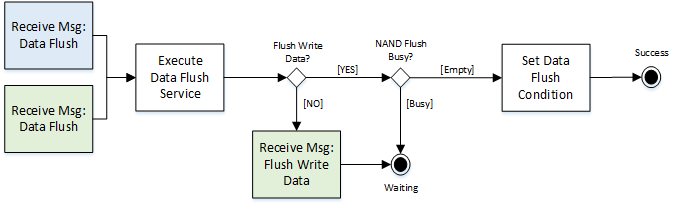 Receive Msg:
Data Flush
Receive Msg:
Data Flush
Execute
Data Flush
Service
Flush Write
Data?
[YES]
[NO]
Receive Msg:
Flush Write
Data
NAND Flush
Busy?
[Empty]
[Busy]
Waiting
Set Data
Flush
Condition
Success